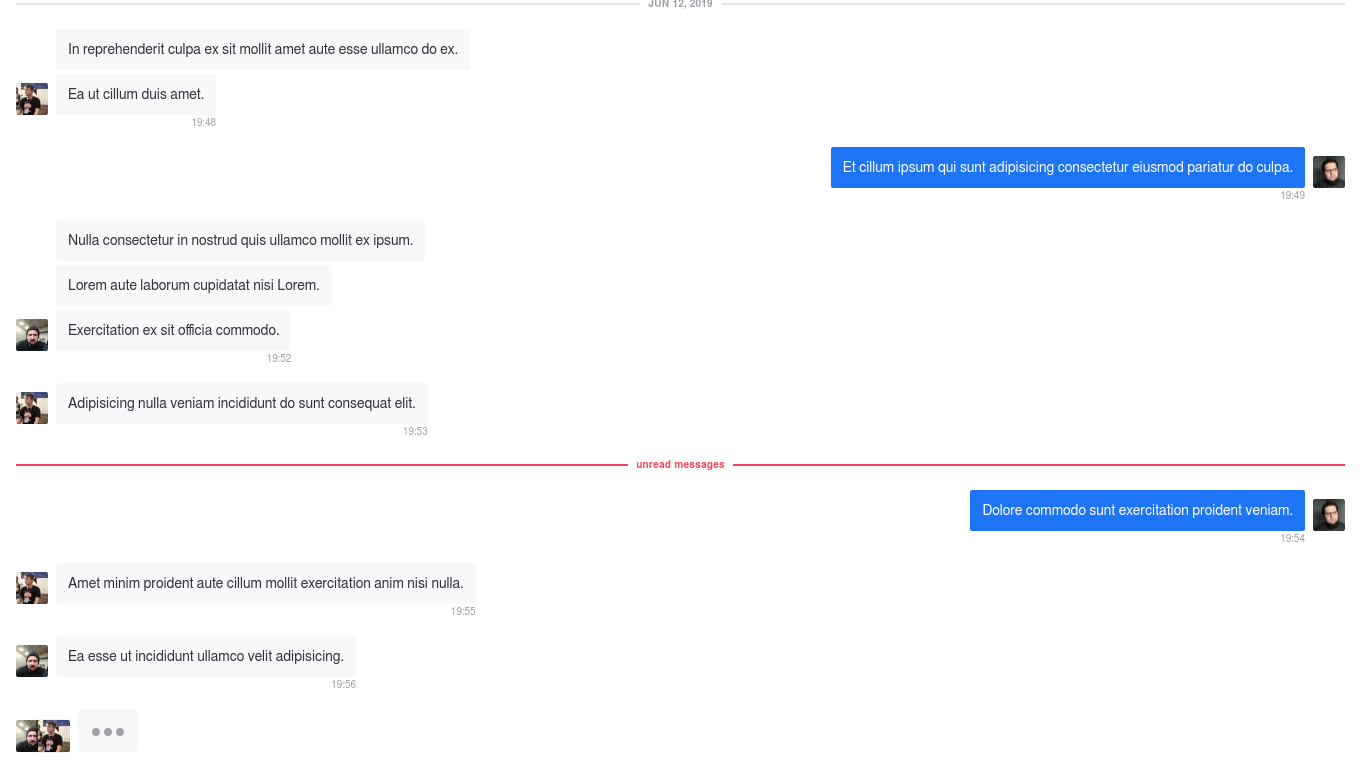 JUN 12, 2019
In reprehenderit culpa ex sit mollit amet aute esse ullamco do ex.
Ea ut cillum duis amet.
19:48
Et cillum ipsum qui sunt adipisicing consectetur eiusmod pariatur do culpa.
19:49
Nulla consectetur in nostrud quis ullamco mollit ex ipsum.
Lorem aute laborum cupidatat nisi Lorem.
Exercitation ex sit officia commodo.
19:52
Adipisicing nulla veniam incididunt do sunt consequat elit.
19:53
unread messages
Dolore commodo sunt exercitation proident veniam.
19:54
Amet minim proident aute cillum mollit exercitation anim nisi nulla.
19:55
Ea esse ut incididunt ullamco velit adipisicing.
19:56